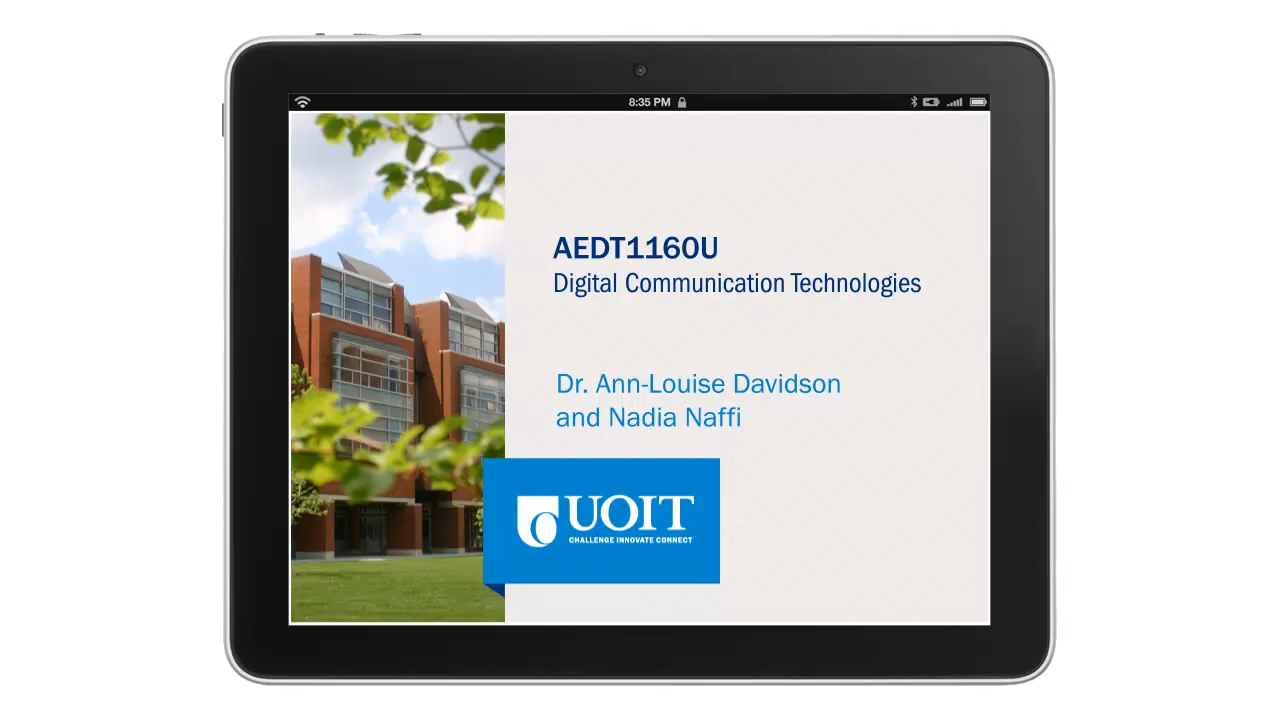 8:35 PM
AEDT1160U
Digital Communication Technologies
Dr. Ann-Louise Davidson
and Nadia Naffi
UOIT
CHALLENGE INNOVATE CONNECT